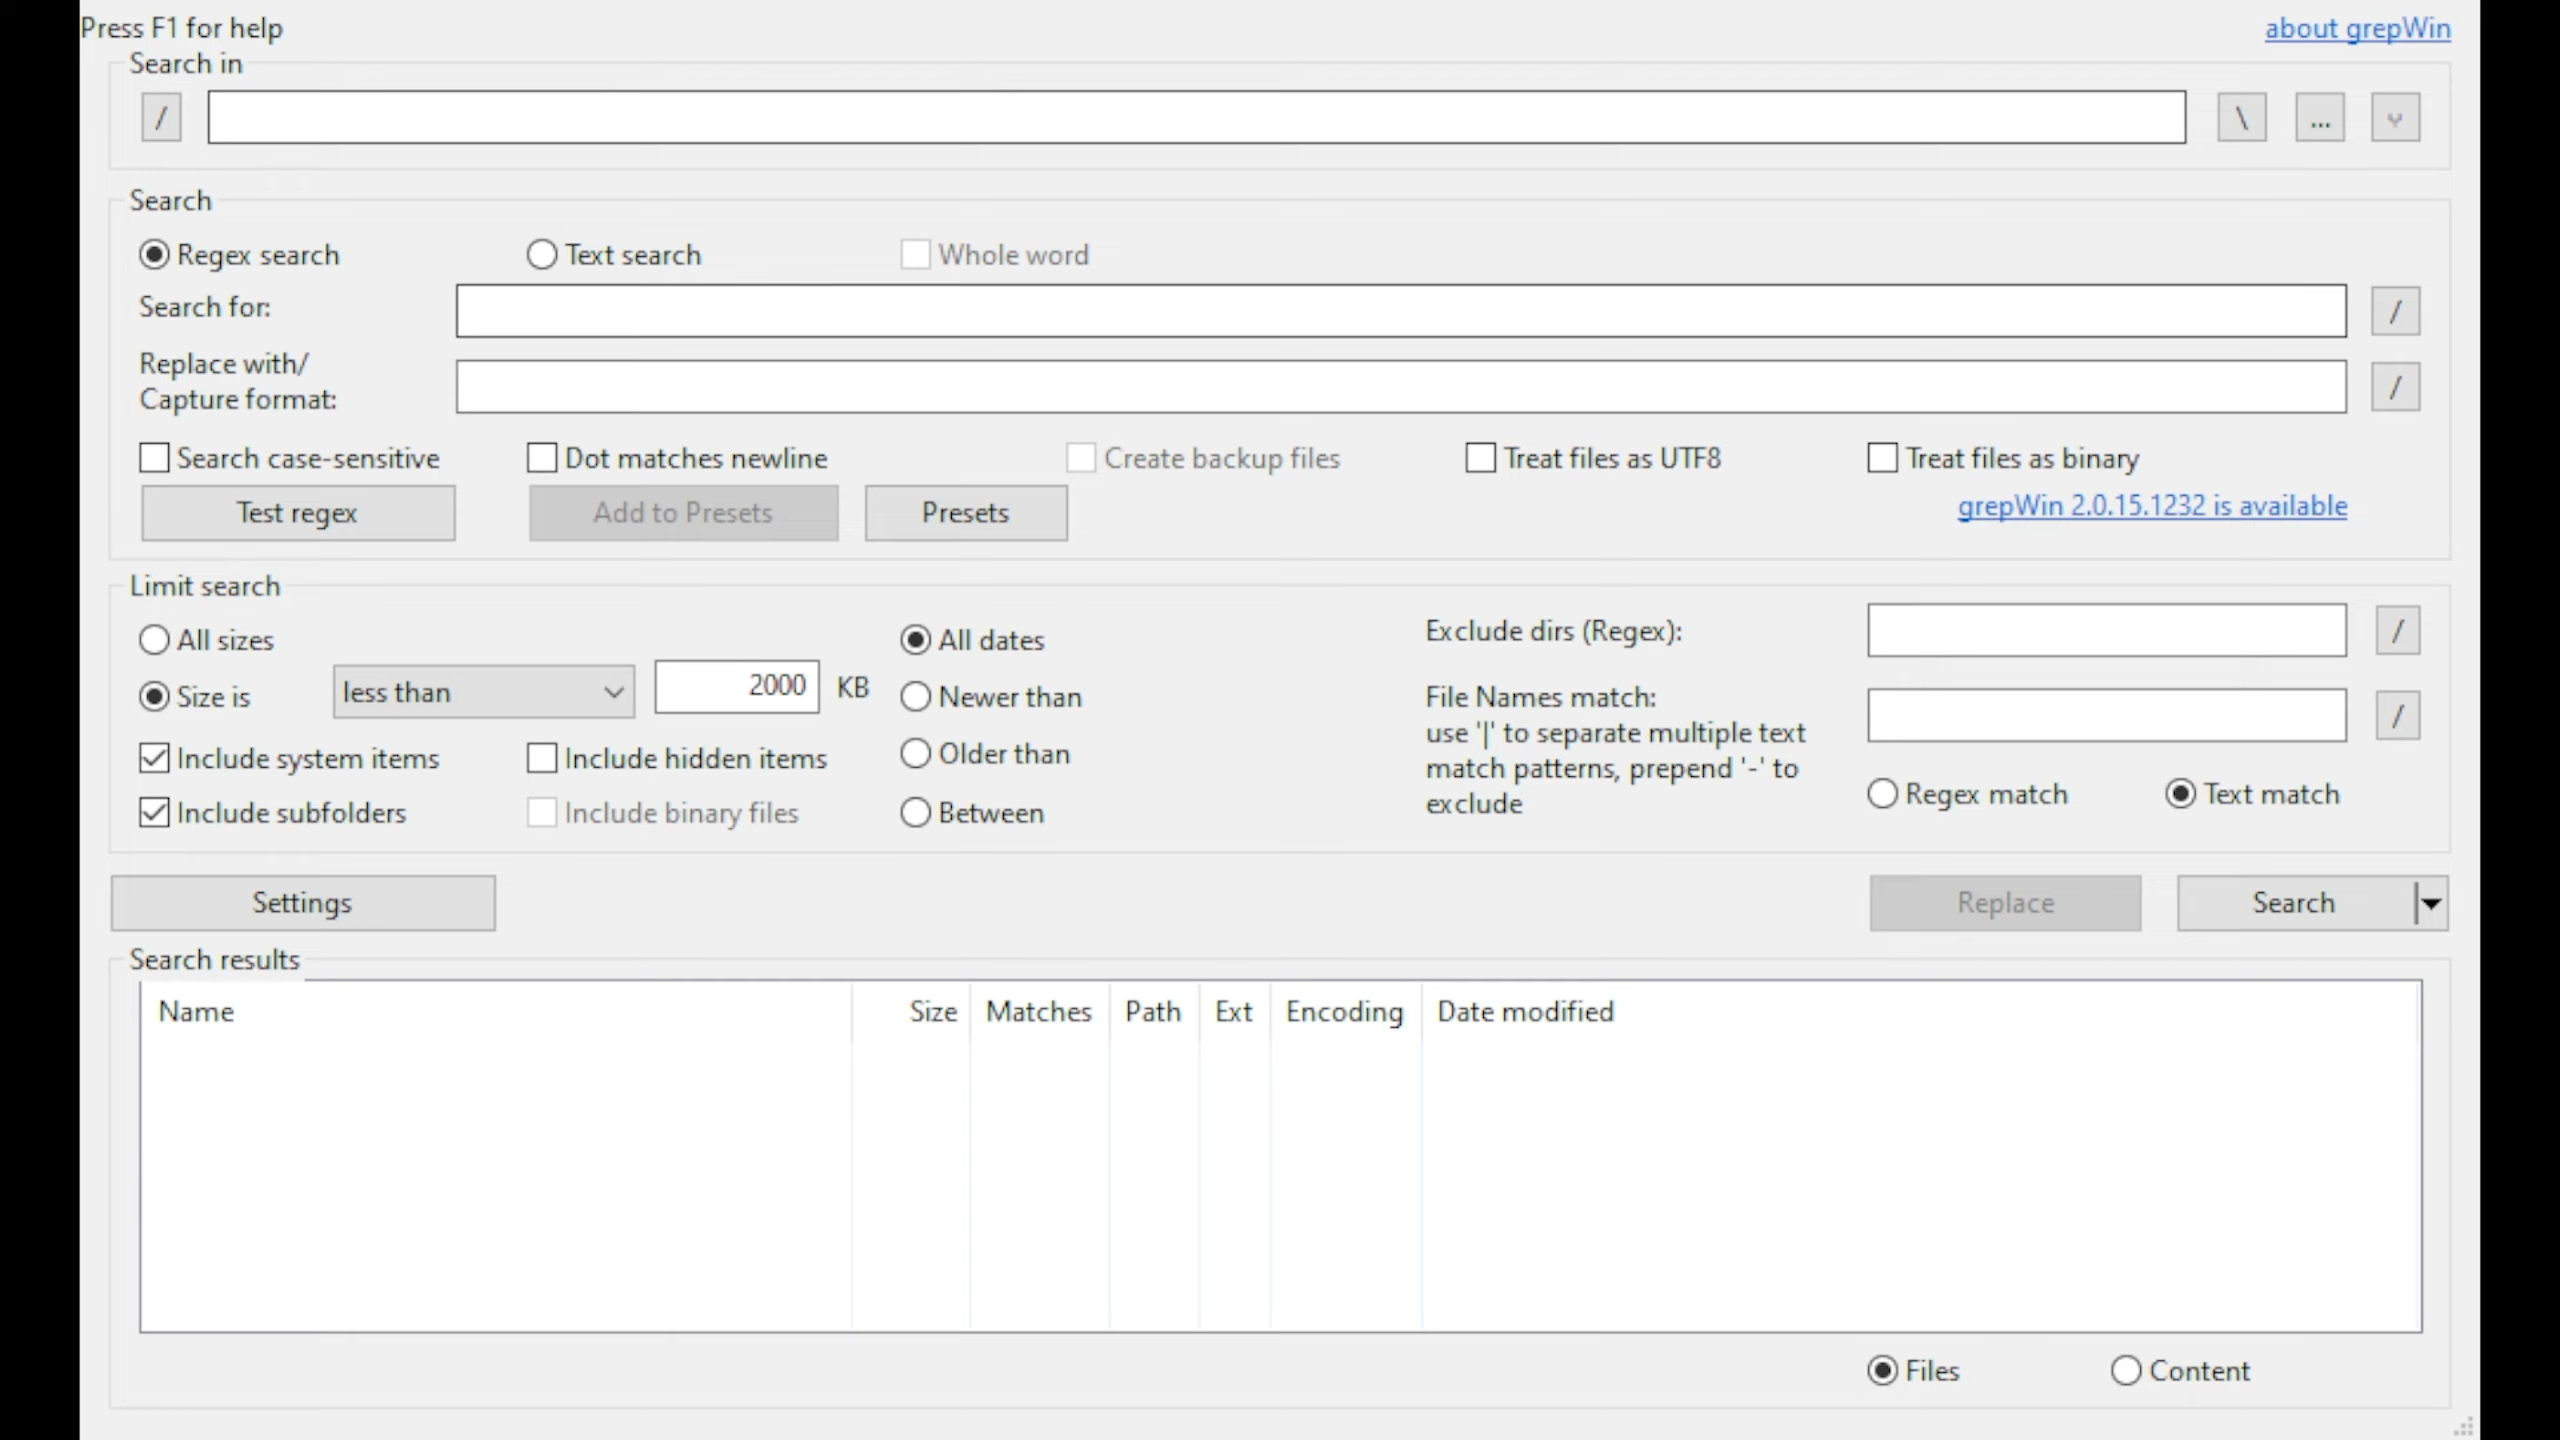 Press F1 for help
about grepWin
Search in
/
\
...
Search
Regex search
Text search
Whole word
Search for:
/
Replace with/
Capture format:
/
Search case-sensitive
Dot matches newline
Create backup files
Treat files as UTF8
Treat files as binary
Test regex
Add to Presets
Presets
grepWin 2.0.15.1232 is available
Limit search
All sizes
Size is
less than
2000
KB
Include system items
Include hidden items
Include subfolders
Include binary files
All dates
Newer than
Older than
Between
Exclude dirs (Regex):
/
File Names match:
use '|' to separate multiple text
match patterns, prepend '-' to
exclude
/
Regex match
Text match
Settings
Replace
Search
Search results
Name
Size
Matches
Path
Ext
Encoding
Date modified
Files
Content